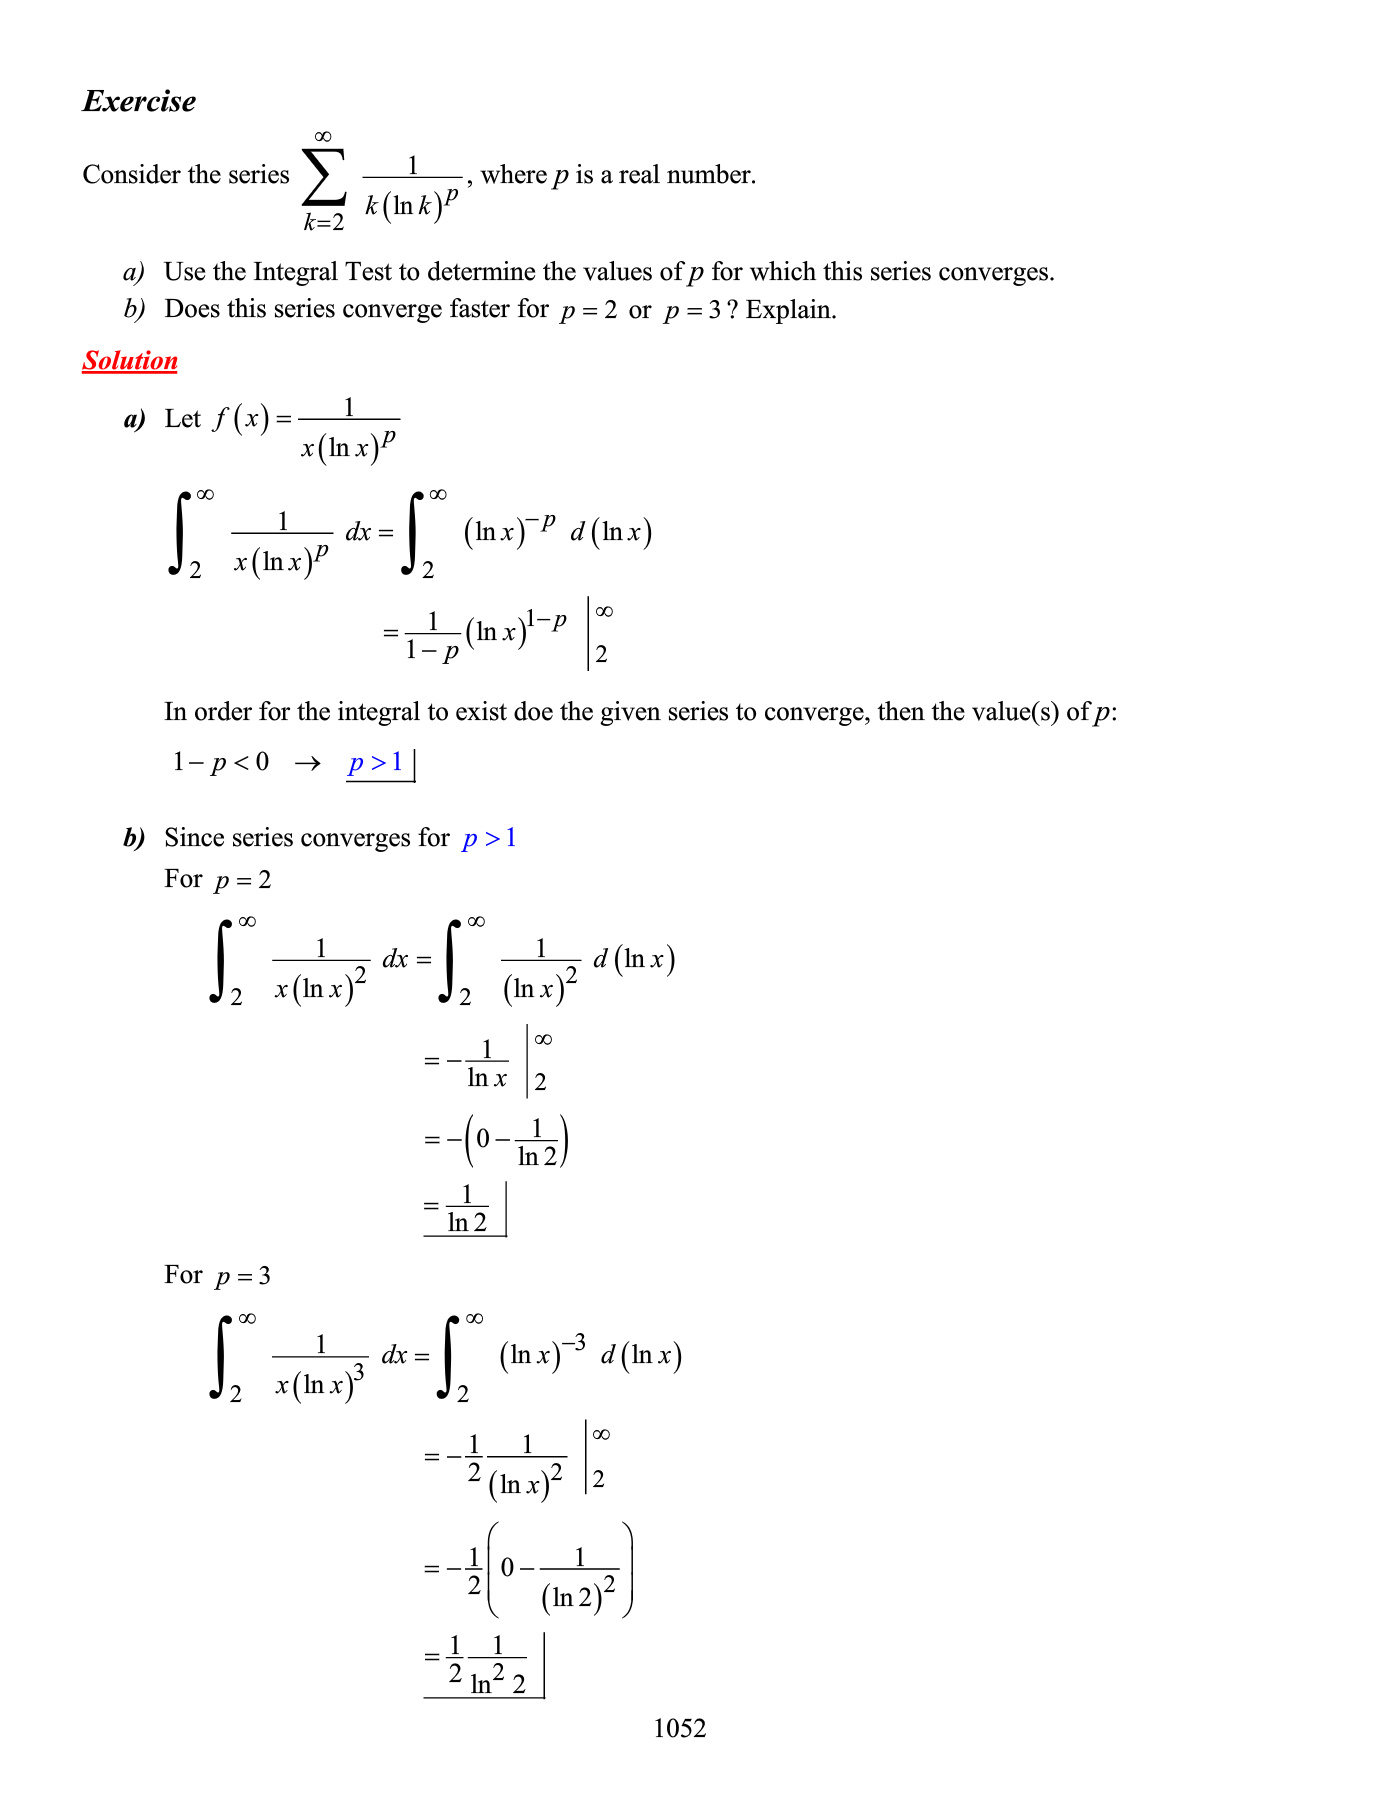 Exercise
Consider the series $\sum_{k=2}^{\infty} \frac{1}{k(\ln k)^p}$, where p is a real number.
a) Use the Integral Test to determine the values of p for which this series converges.
b) Does this series converge faster for p = 2 or p = 3? Explain.
Solution
a) Let $f(x) = \frac{1}{x(\ln x)^p}$
$\int_2^\infty \frac{1}{x(\ln x)^p} dx = \int_2^\infty (\ln x)^{-p} d(\ln x)$
$= \frac{1}{1-p}(\ln x)^{1-p} \Big|_2^\infty$
In order for the integral to exist doe the given series to converge, then the value(s) of p:
1 − p < 0 → p > 1
b) Since series converges for p > 1
For p = 2
$\int_2^\infty \frac{1}{x(\ln x)^2} dx = \int_2^\infty \frac{1}{(\ln x)^2} d(\ln x)$
$= -\frac{1}{\ln x} \Big|_2^\infty$
$= -\left(0 - \frac{1}{\ln 2}\right)$
$= \frac{1}{\ln 2}$
For p = 3
$\int_2^\infty \frac{1}{x(\ln x)^3} dx = \int_2^\infty (\ln x)^{-3} d(\ln x)$
$= -\frac{1}{2} \frac{1}{(\ln x)^2} \Big|_2^\infty$
$= -\frac{1}{2}\left(0 - \frac{1}{(\ln 2)^2}\right)$
$= \frac{1}{2} \frac{1}{\ln^2 2}$
1052